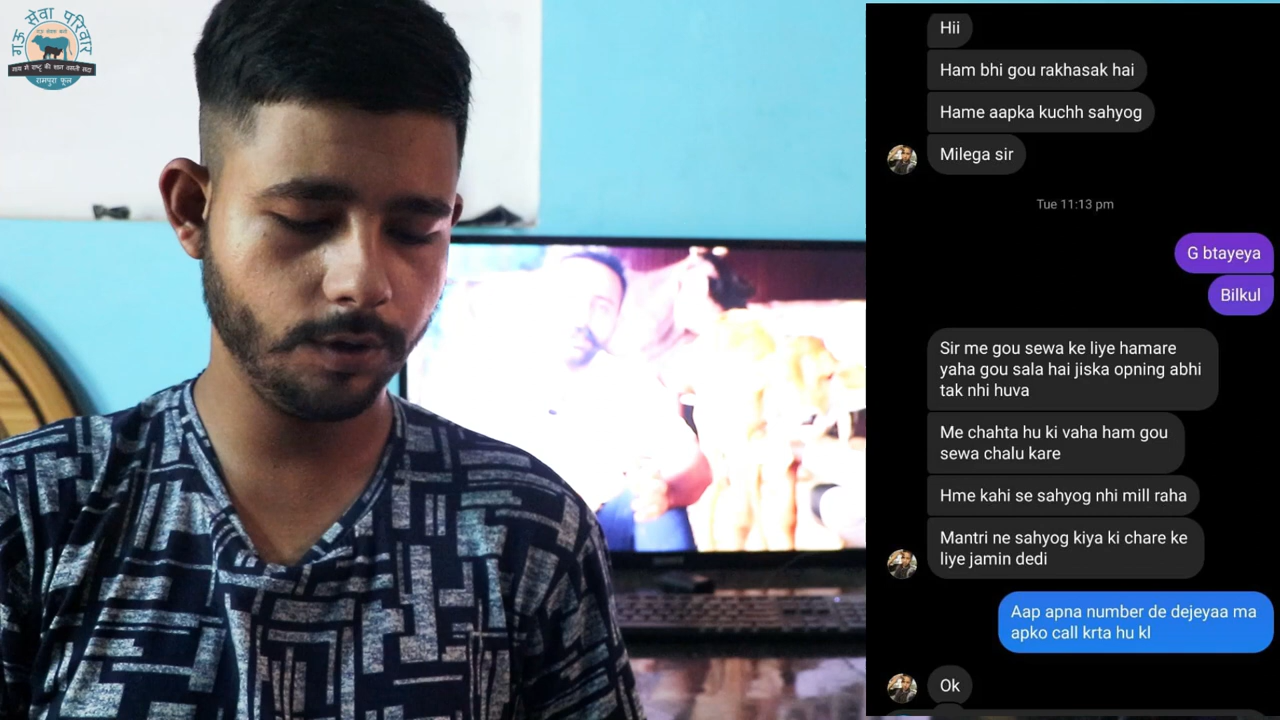 गऊ सेवा परिवार
रामपुरा फूल
Hii
Ham bhi gou rakhasak hai
Hame aapka kuchh sahyog
Milega sir
Tue 11:13 pm
G btayeya
Bilkul
Sir me gou sewa ke liye hamare
yaha gou sala hai jiska opning abhi
tak nhi huva
Me chahta hu ki vaha ham gou
sewa chalu kare
Hme kahi se sahyog nhi mill raha
Mantri ne sahyog kiya ki chare ke
liye jamin dedi
Aap apna number de dejeyaa ma
apko call krta hu kl
Ok